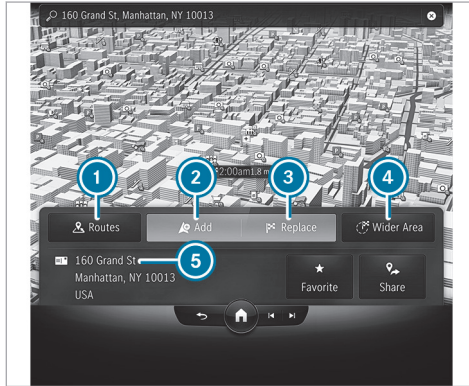 160 Grand St, Manhattan, NY 10013
2:00am 1.8 m
1
2
3
4
Routes
Add
Replace
Wider Area
160 Grand St
5
Manhattan, NY 10013
USA
Favorite
Share